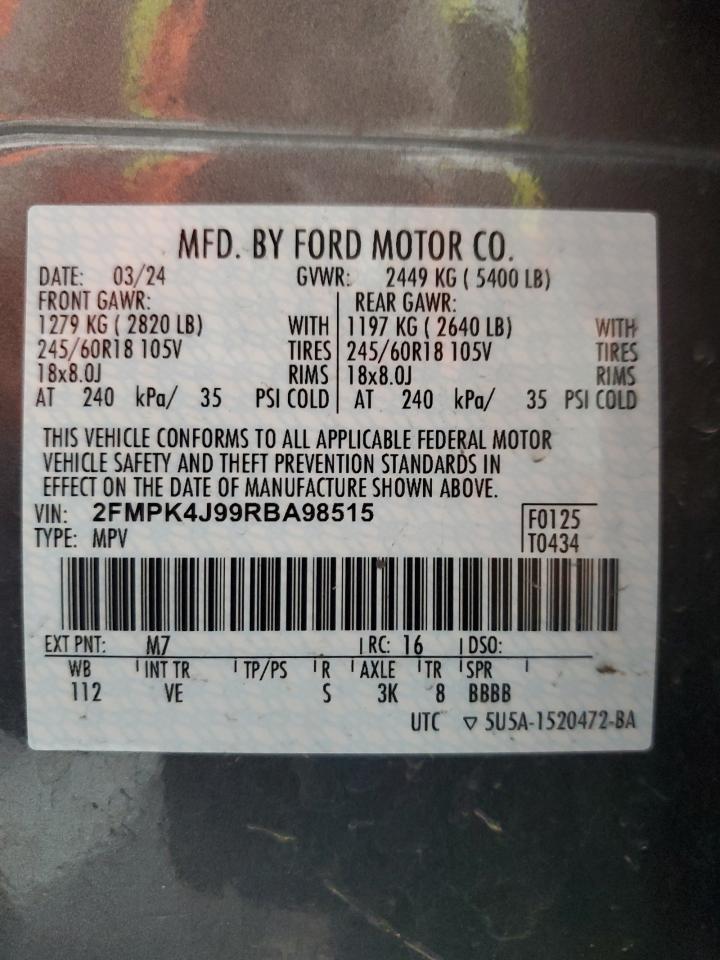 MFD. BY FORD MOTOR CO.
DATE: 03/24 GVWR: 2449 KG ( 5400 LB)
FRONT GAWR: REAR GAWR:
1279 KG ( 2820 LB) WITH 1197 KG ( 2640 LB) WITH
245/60R18 105V TIRES 245/60R18 105V TIRES
18x8.0J RIMS 18x8.0J RIMS
AT 240 kPa/ 35 PSI COLD AT 240 kPa/ 35 PSI COLD
THIS VEHICLE CONFORMS TO ALL APPLICABLE FEDERAL MOTOR
VEHICLE SAFETY AND THEFT PREVENTION STANDARDS IN
EFFECT ON THE DATE OF MANUFACTURE SHOWN ABOVE.
VIN: 2FMPK4J99RBA98515 F0125
TYPE: MPV T0434
EXT PNT: M7 RC: 16 DSO:
WB INT TR TP/PS R AXLE TR SPR
112 VE S 3K 8 BBBB
UTC ▽ 5U5A-1520472-BA